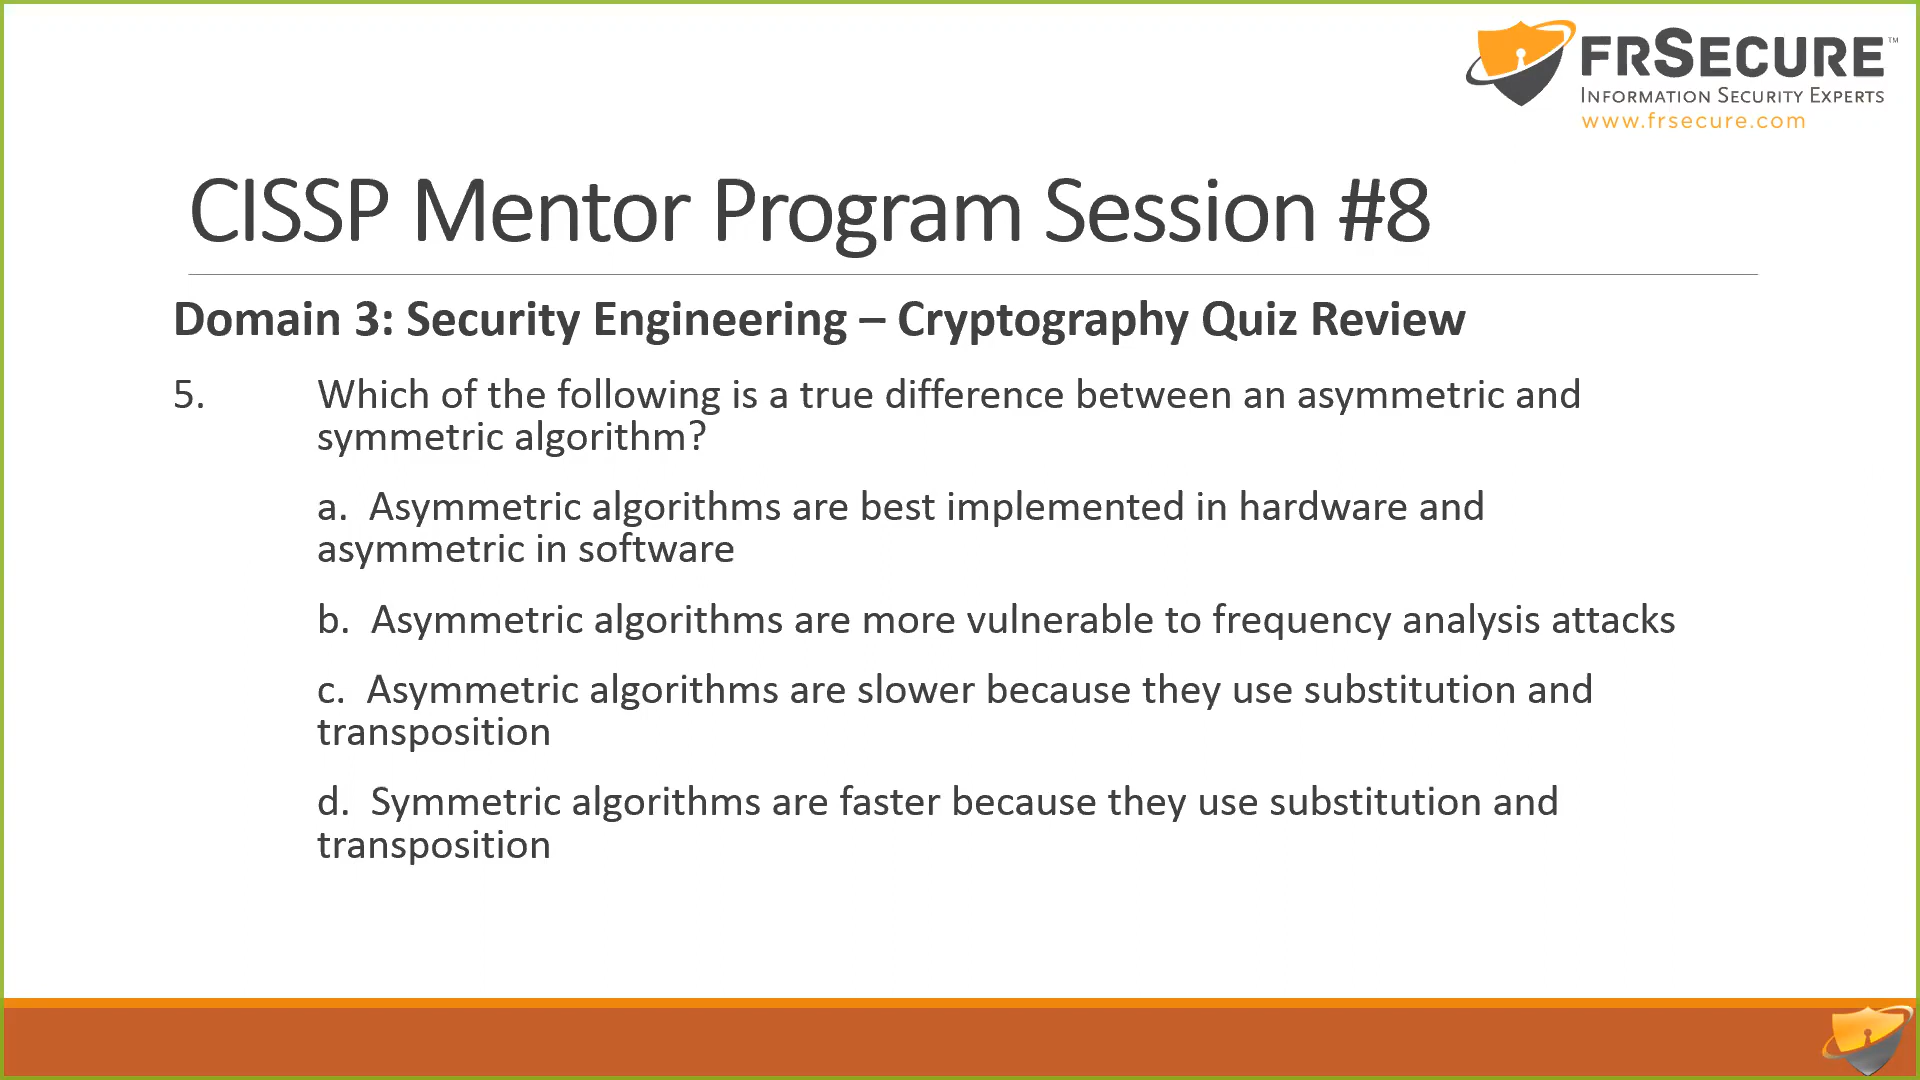 FRSECURE™
INFORMATION SECURITY EXPERTS
www.frsecure.com
CISSP Mentor Program Session #8
Domain 3: Security Engineering – Cryptography Quiz Review
5. Which of the following is a true difference between an asymmetric and
symmetric algorithm?
a. Asymmetric algorithms are best implemented in hardware and
asymmetric in software
b. Asymmetric algorithms are more vulnerable to frequency analysis attacks
c. Asymmetric algorithms are slower because they use substitution and
transposition
d. Symmetric algorithms are faster because they use substitution and
transposition